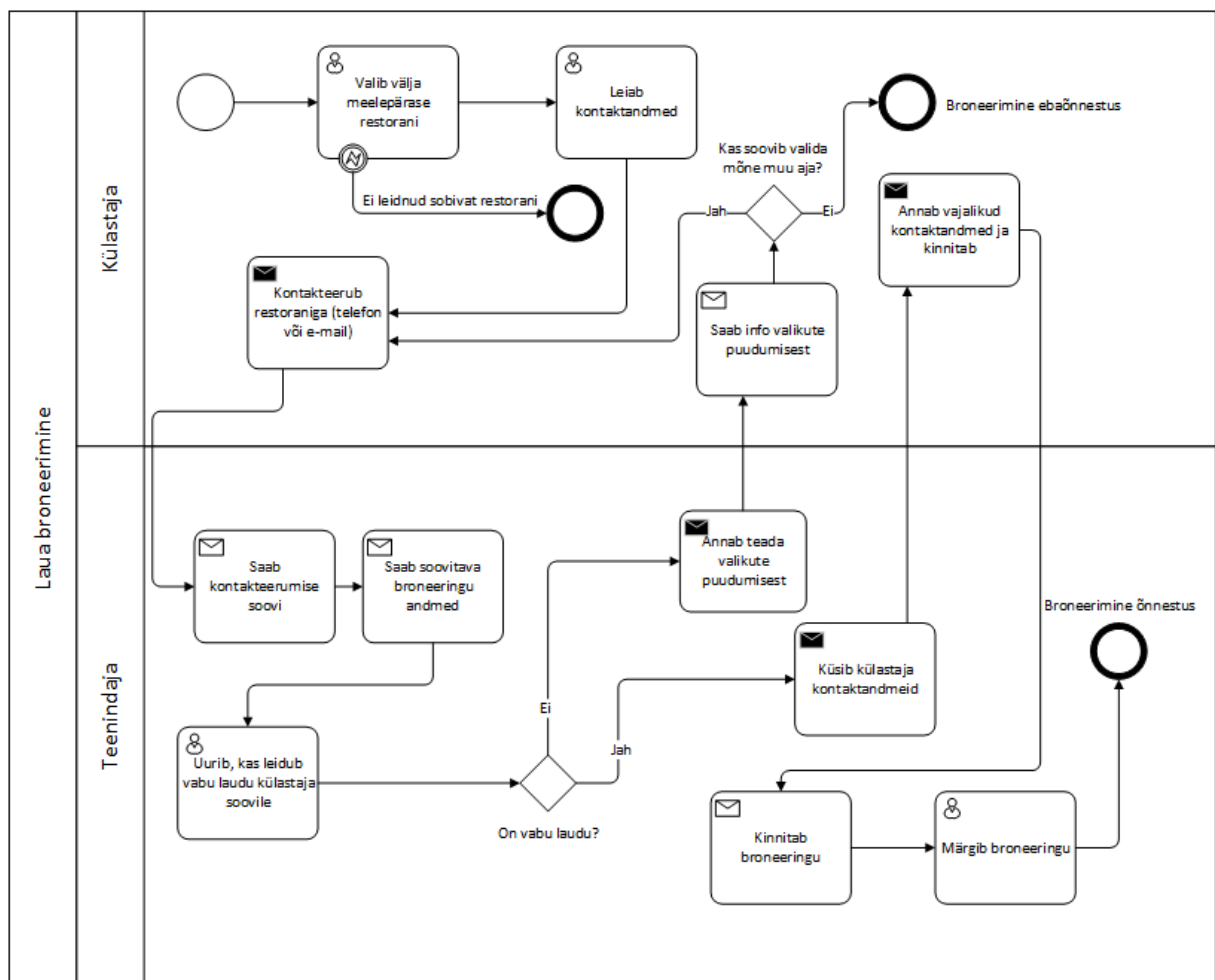 Laua broneerimine
Külastaja
Valib välja
meelepärase
restorani
Leiab
kontaktandmed
Broneerimine ebaõnnestus
Kas soovib valida
mõne muu aja?
Ei leidnud sobivat restorani
Jah
Ei
Annab vajalikud
kontaktandmed ja
kinnitab
Kontakteerub
restoraniga (telefon
või e-mail)
Saab info valikute
puudumisest
Teenindaja
Saab
kontakteerumise
soovi
Saab soovitava
broneeringu
andmed
Annab teada
valikute
puudumisest
Broneerimine õnnestus
Küsib külastaja
kontaktandmeid
Ei
Jah
Uurib, kas leidub
vabu laudu külastaja
soovile
On vabu laudu?
Kinnitab
broneeringu
Märgib broneeringu